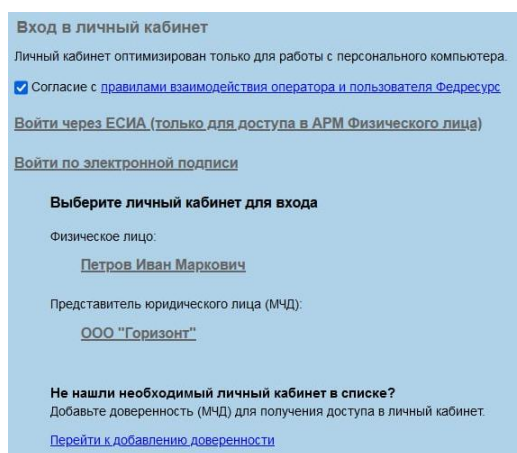 Вход в личный кабинет
Личный кабинет оптимизирован только для работы с персонального компьютера.
Согласие с правилами взаимодействия оператора и пользователя Федресурс
Войти через ЕСИА (только для доступа в АРМ Физического лица)
Войти по электронной подписи
Выберите личный кабинет для входа
Физическое лицо:
Петров Иван Маркович
Представитель юридического лица (МЧД):
ООО "Горизонт"
Не нашли необходимый личный кабинет в списке?
Добавьте доверенность (МЧД) для получения доступа в личный кабинет.
Перейти к добавлению доверенности